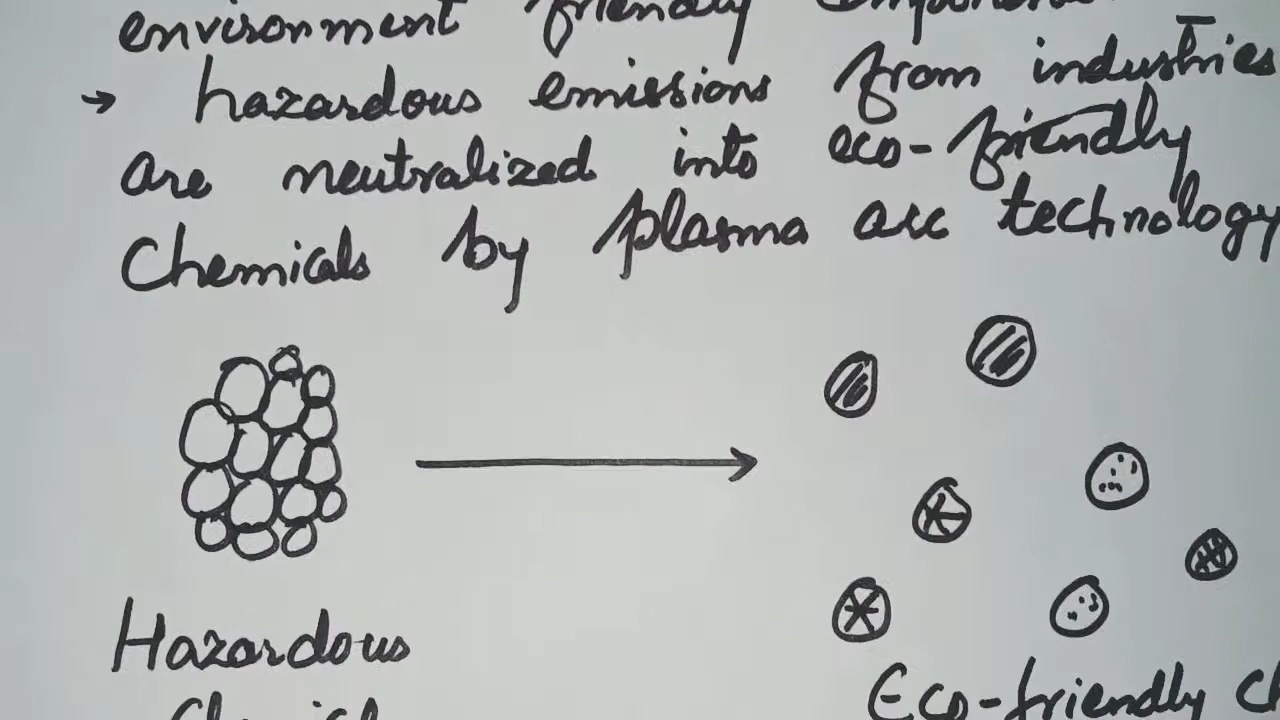 environment friendly
→ hazardous emissions from industries
are neutralized into eco-friendly
Chemicals by plasma arc technology
Hazardous
Eco-friendly